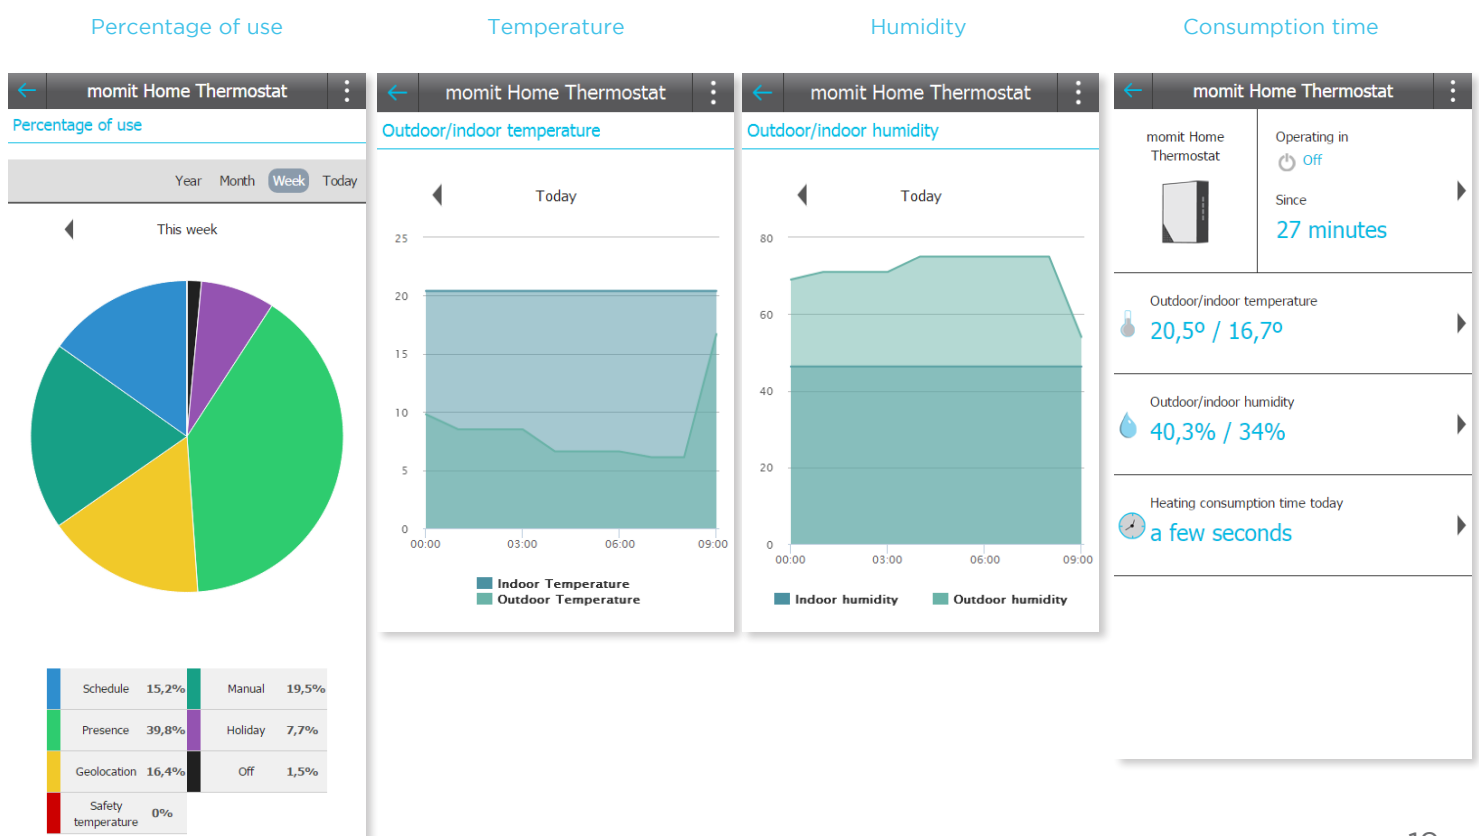 Percentage of use
Temperature
Humidity
Consumption time
momit Home Thermostat
Percentage of use
Year Month Week Today
This week
Schedule 15,2% Manual 19,5%
Presence 39,8% Holiday 7,7%
Geolocation 16,4% Off 1,5%
Safety
temperature 0%
momit Home Thermostat
Outdoor/indoor temperature
Today
25
20
15
10
5
0
00:00 03:00 06:00 09:00
Indoor Temperature
Outdoor Temperature
momit Home Thermostat
Outdoor/indoor humidity
Today
80
60
40
20
0
00:00 03:00 06:00 09:00
Indoor humidity Outdoor humidity
momit Home Thermostat
momit Home
Thermostat
Operating in
Off
Since
27 minutes
Outdoor/indoor temperature
20,5º / 16,7º
Outdoor/indoor humidity
40,3% / 34%
Heating consumption time today
a few seconds